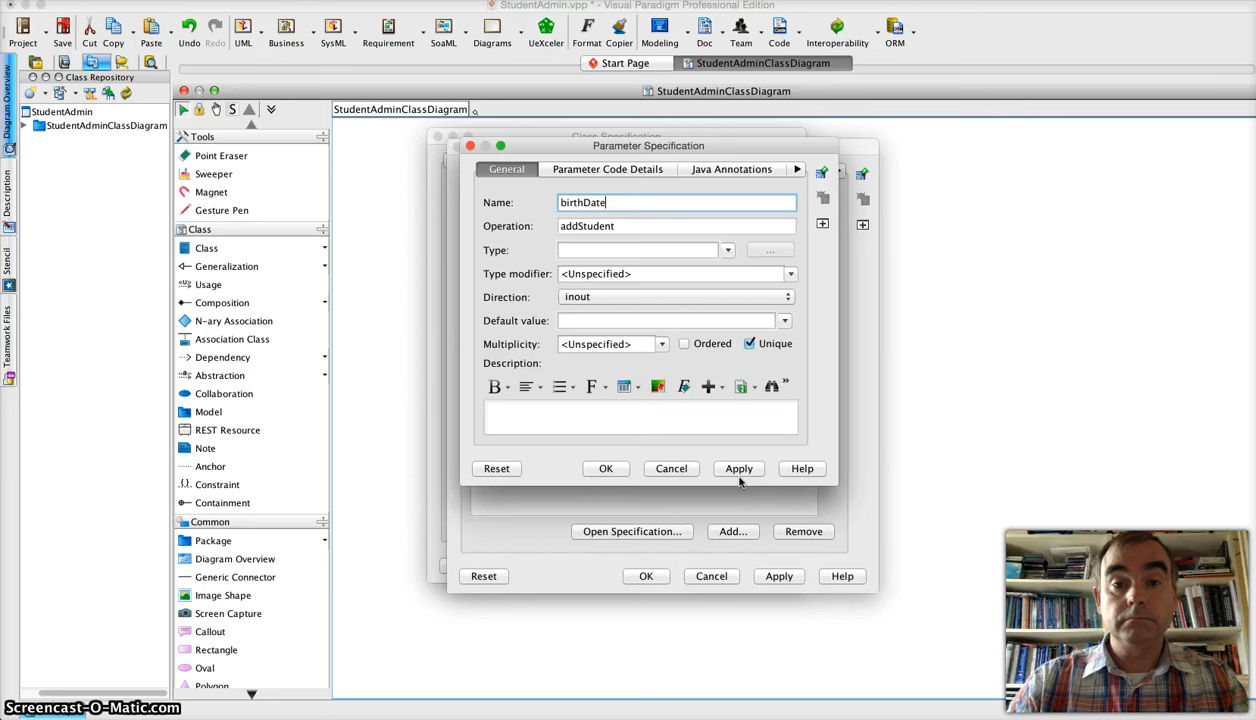 StudentAdmin.vpp * - Visual Paradigm Professional Edition
Project Save Cut Copy Paste Undo Redo UML Business SysML Requirement SoaML Diagrams UeXceler Format Copier Modeling Doc Team Code Interoperability ORM
Start Page
StudentAdminClassDiagram
Diagram Overview
Description
Stencil
Teamwork Files
Class Repository
StudentAdmin
StudentAdminClassDiagram
StudentAdminClassDiagram
S
StudentAdminClassDiagram
Tools
Point Eraser
Sweeper
Magnet
Gesture Pen
Class
Class
Generalization
Usage
Composition
N-ary Association
Association Class
Dependency
Abstraction
Collaboration
Model
REST Resource
Note
Anchor
Constraint
Containment
Common
Package
Diagram Overview
Generic Connector
Image Shape
Screen Capture
Callout
Rectangle
Oval
Polygon
Class Specification
Parameter Specification
General Parameter Code Details Java Annotations
Name: birthDate
Operation: addStudent
Type: ...
Type modifier: <Unspecified>
Direction: inout
Default value:
Multiplicity: <Unspecified> Ordered Unique
Description:
B F F »
Reset OK Cancel Apply Help
Open Specification... Add... Remove
Reset OK Cancel Apply Help
Screencast-O-Matic.com